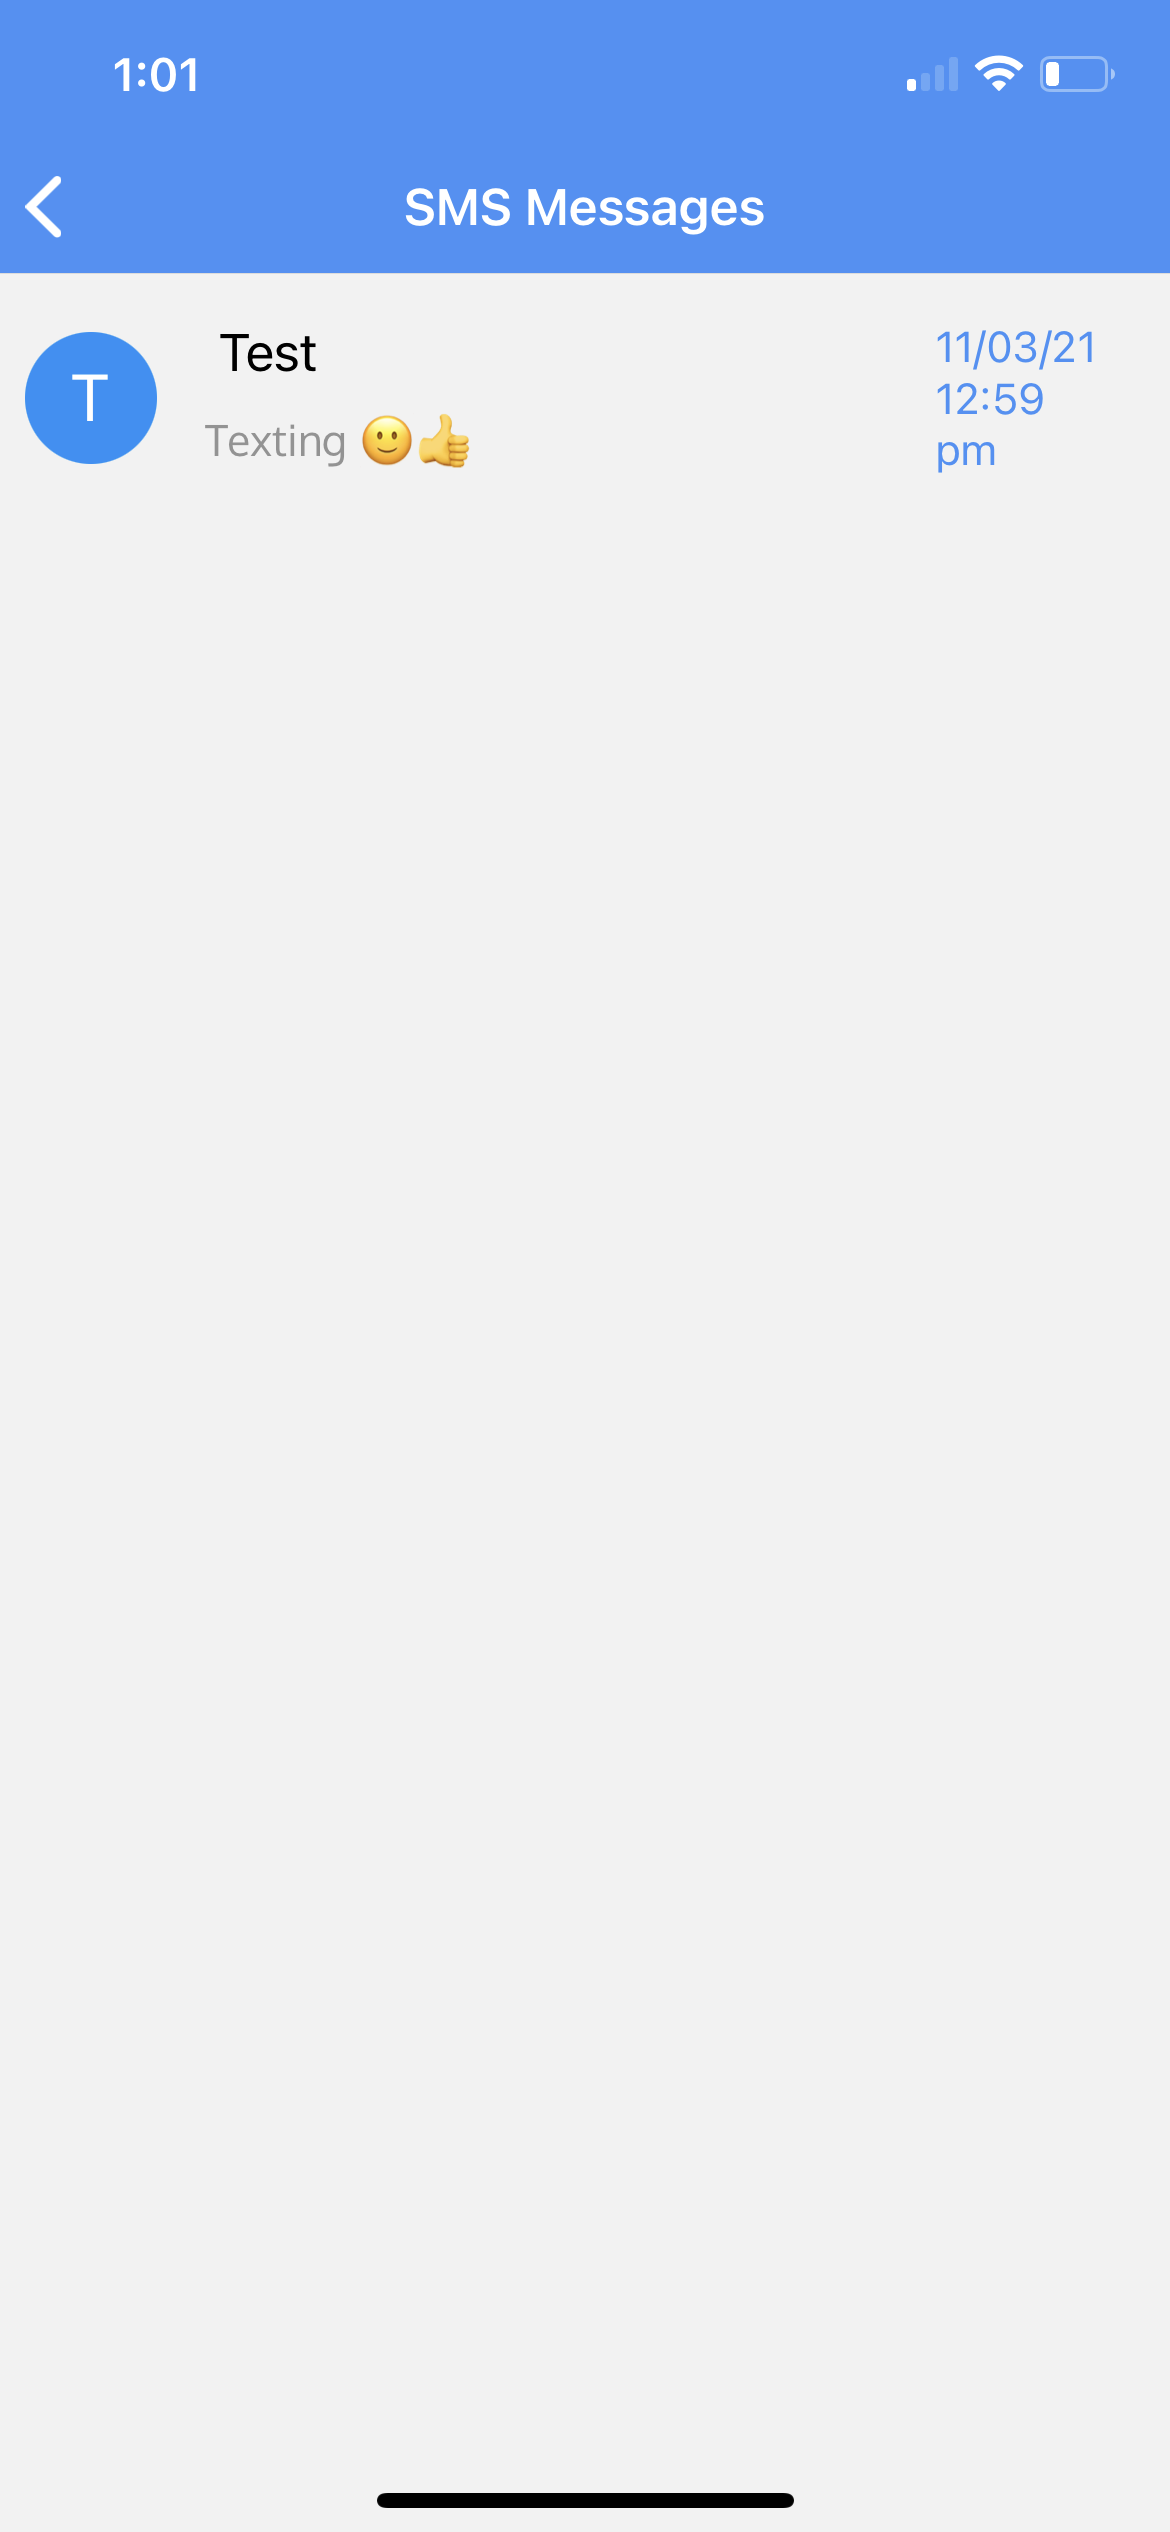 1:01
SMS Messages
T
Test
Texting 🙂👍
11/03/21
12:59
pm